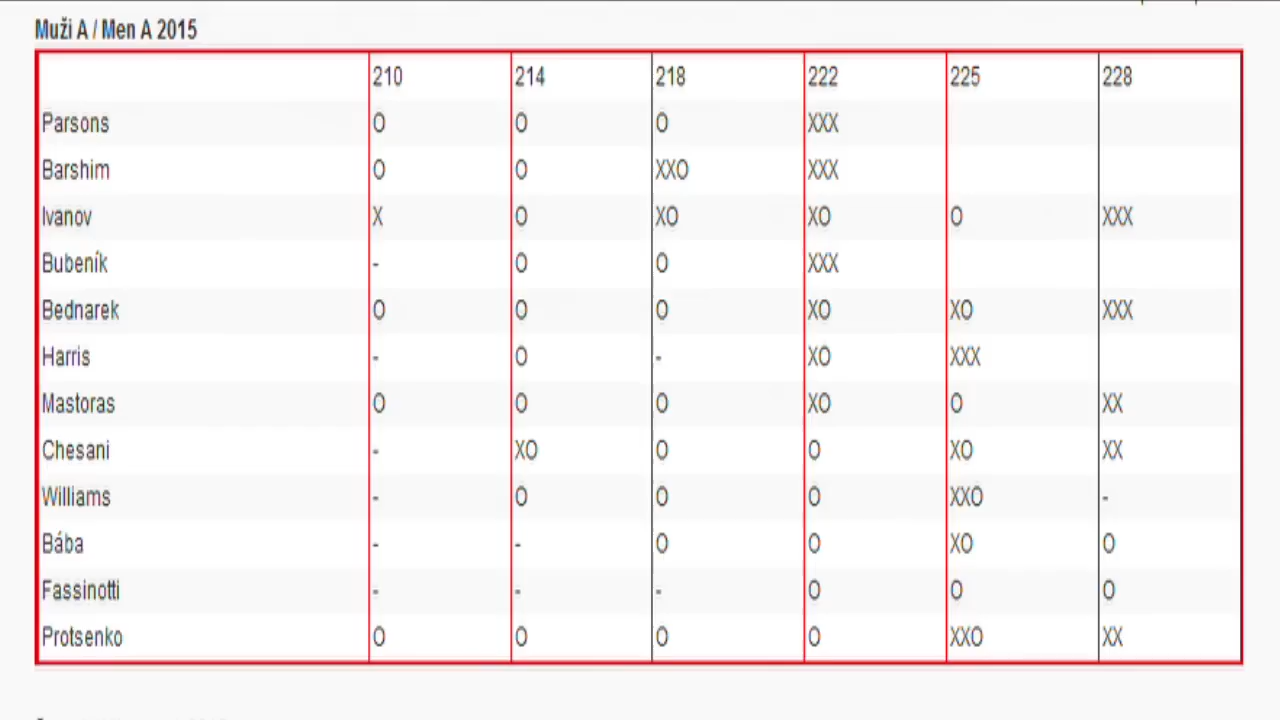 Muži A / Men A 2015
210 214 218 222 225 228
Parsons O O O XXX
Barshim O O XXO XXX
Ivanov X O XO XO O XXX
Bubeník - O O XXX
Bednarek O O O XO XO XXX
Harris - O - XO XXX
Mastoras O O O XO O XX
Chesani - XO O O XO XX
Williams - O O O XXO -
Bába - - O O XO O
Fassinotti - - - O O O
Protsenko O O O O XXO XX